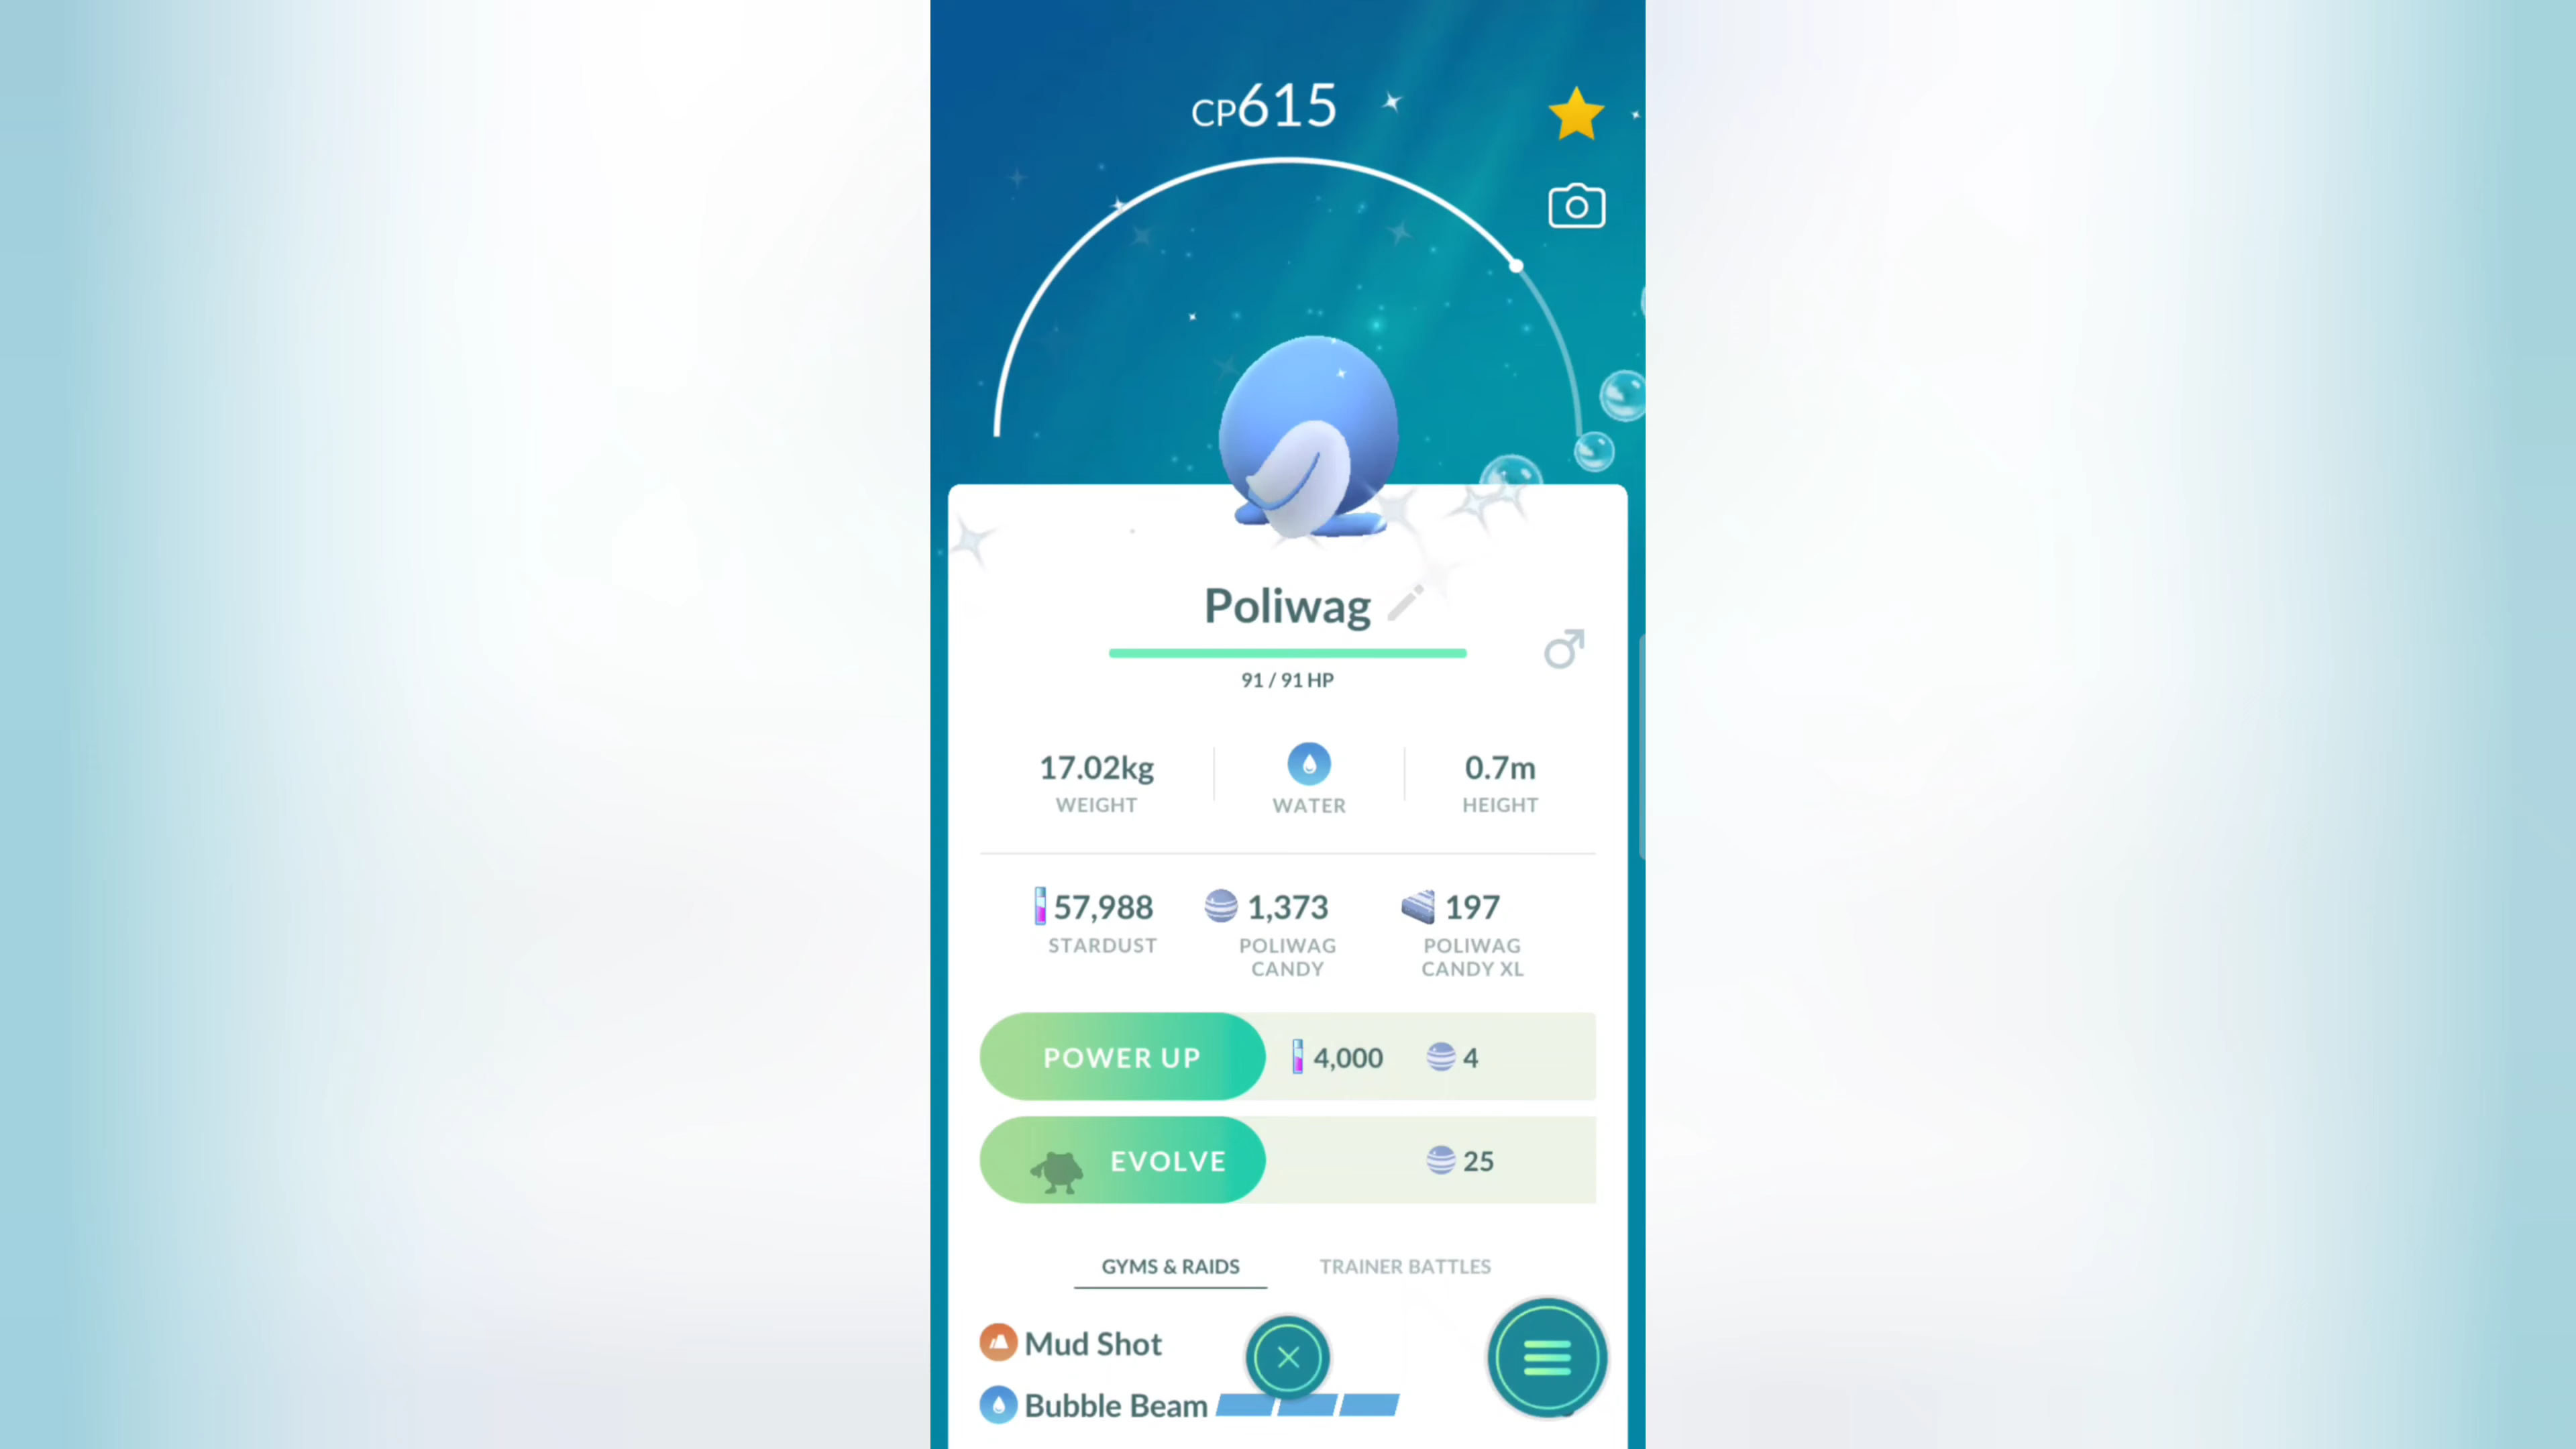 CP615
Poliwag
91 / 91 HP
17.02kg
WEIGHT
WATER
0.7m
HEIGHT
57,988
STARDUST
1,373
POLIWAG
CANDY
197
POLIWAG
CANDY XL
POWER UP 4,000 4
EVOLVE 25
GYMS & RAIDS TRAINER BATTLES
Mud Shot
Bubble Beam